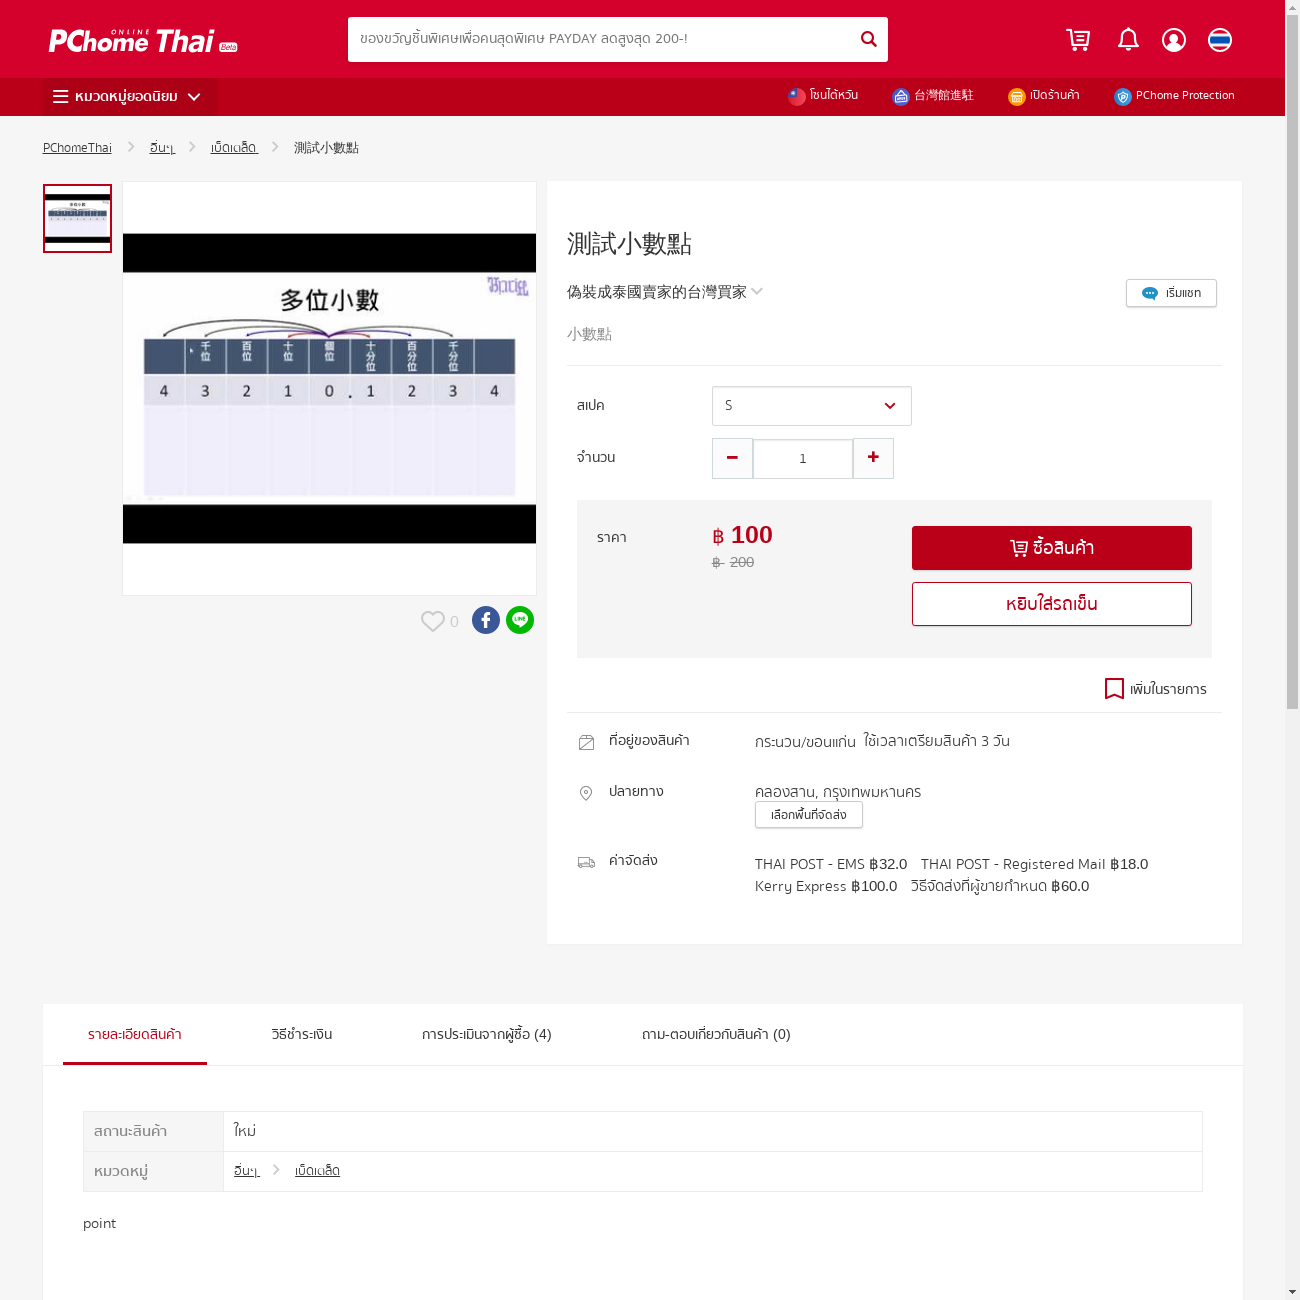 PChome ONLINE Thai Beta
ของขวัญชิ้นพิเศษเพื่อคนสุดพิเศษ PAYDAY ลดสูงสุด 200-!
หมวดหมู่ยอดนิยม
โซนไต้หวัน
台灣館進駐
เปิดร้านค้า
PChome Protection
PChomeThai
อื่นๆ
เบ็ดเตล็ด
測試小數點
多位小數
千位 百位 十位 個位 十分位 百分位 千分位
4 3 2 1 0 . 1 2 3 4
0
測試小數點
偽裝成泰國賣家的台灣買家
เริ่มแชท
小數點
สเปค
S
จำนวน
1
ราคา
฿ 100
฿ 200
ซื้อสินค้า
หยิบใส่รถเข็น
เพิ่มในรายการ
ที่อยู่ของสินค้า
กระนวน/ขอนแก่น ใช้เวลาเตรียมสินค้า 3 วัน
ปลายทาง
คลองสาน, กรุงเทพมหานคร
เลือกพื้นที่จัดส่ง
ค่าจัดส่ง
THAI POST - EMS ฿32.0 THAI POST - Registered Mail ฿18.0
Kerry Express ฿100.0 วิธีจัดส่งที่ผู้ขายกำหนด ฿60.0
รายละเอียดสินค้า
วิธีชำระเงิน
การประเมินจากผู้ซื้อ (4)
ถาม-ตอบเกี่ยวกับสินค้า (0)
สถานะสินค้า
ใหม่
หมวดหมู่
อื่นๆ
เบ็ดเตล็ด
point